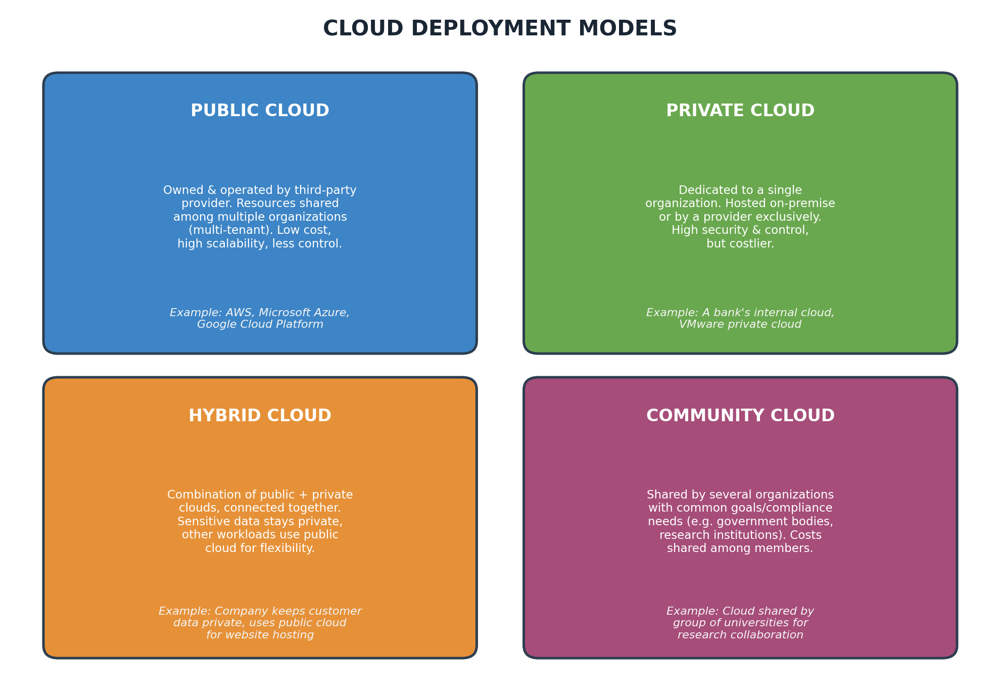 CLOUD DEPLOYMENT MODELS
PUBLIC CLOUD
Owned & operated by third-party
provider. Resources shared
among multiple organizations
(multi-tenant). Low cost,
high scalability, less control.
Example: AWS, Microsoft Azure,
Google Cloud Platform
PRIVATE CLOUD
Dedicated to a single
organization. Hosted on-premise
or by a provider exclusively.
High security & control,
but costlier.
Example: A bank's internal cloud,
VMware private cloud
HYBRID CLOUD
Combination of public + private
clouds, connected together.
Sensitive data stays private,
other workloads use public
cloud for flexibility.
Example: Company keeps customer
data private, uses public cloud
for website hosting
COMMUNITY CLOUD
Shared by several organizations
with common goals/compliance
needs (e.g. government bodies,
research institutions). Costs
shared among members.
Example: Cloud shared by
group of universities for
research collaboration